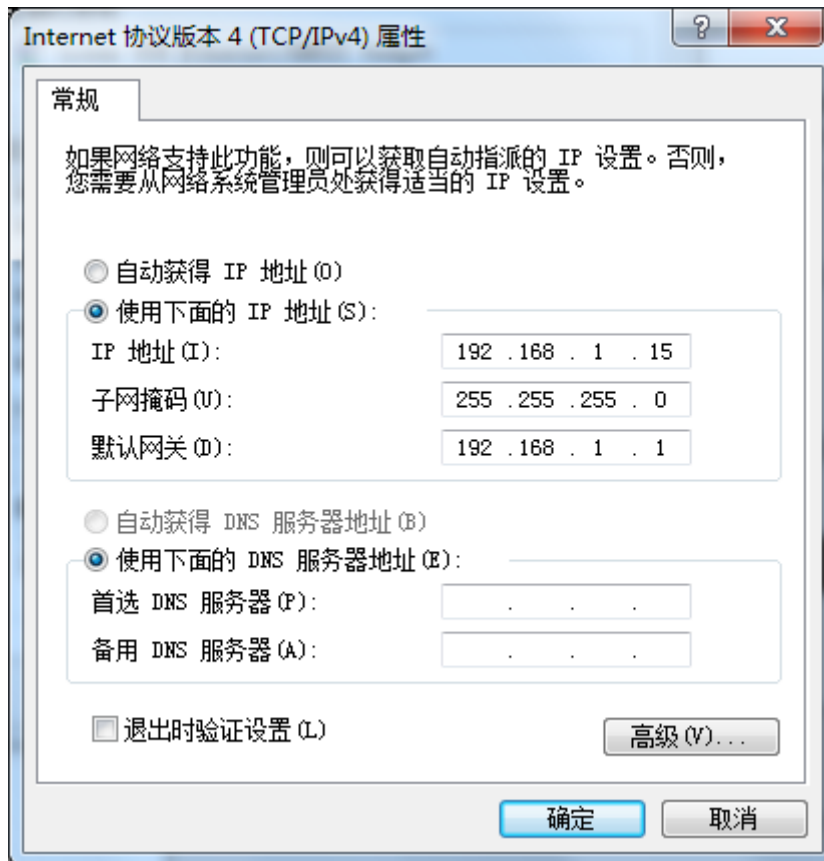 Internet 协议版本 4 (TCP/IPv4) 属性
常规
如果网络支持此功能，则可以获取自动指派的 IP 设置。否则，
您需要从网络系统管理员处获得适当的 IP 设置。
自动获得 IP 地址(O)
使用下面的 IP 地址(S):
IP 地址(I): 192 .168 . 1 . 15
子网掩码(U): 255 .255 .255 . 0
默认网关(D): 192 .168 . 1 . 1
自动获得 DNS 服务器地址(B)
使用下面的 DNS 服务器地址(E):
首选 DNS 服务器(P): . . .
备用 DNS 服务器(A): . . .
退出时验证设置(L)
高级(V)...
确定 取消